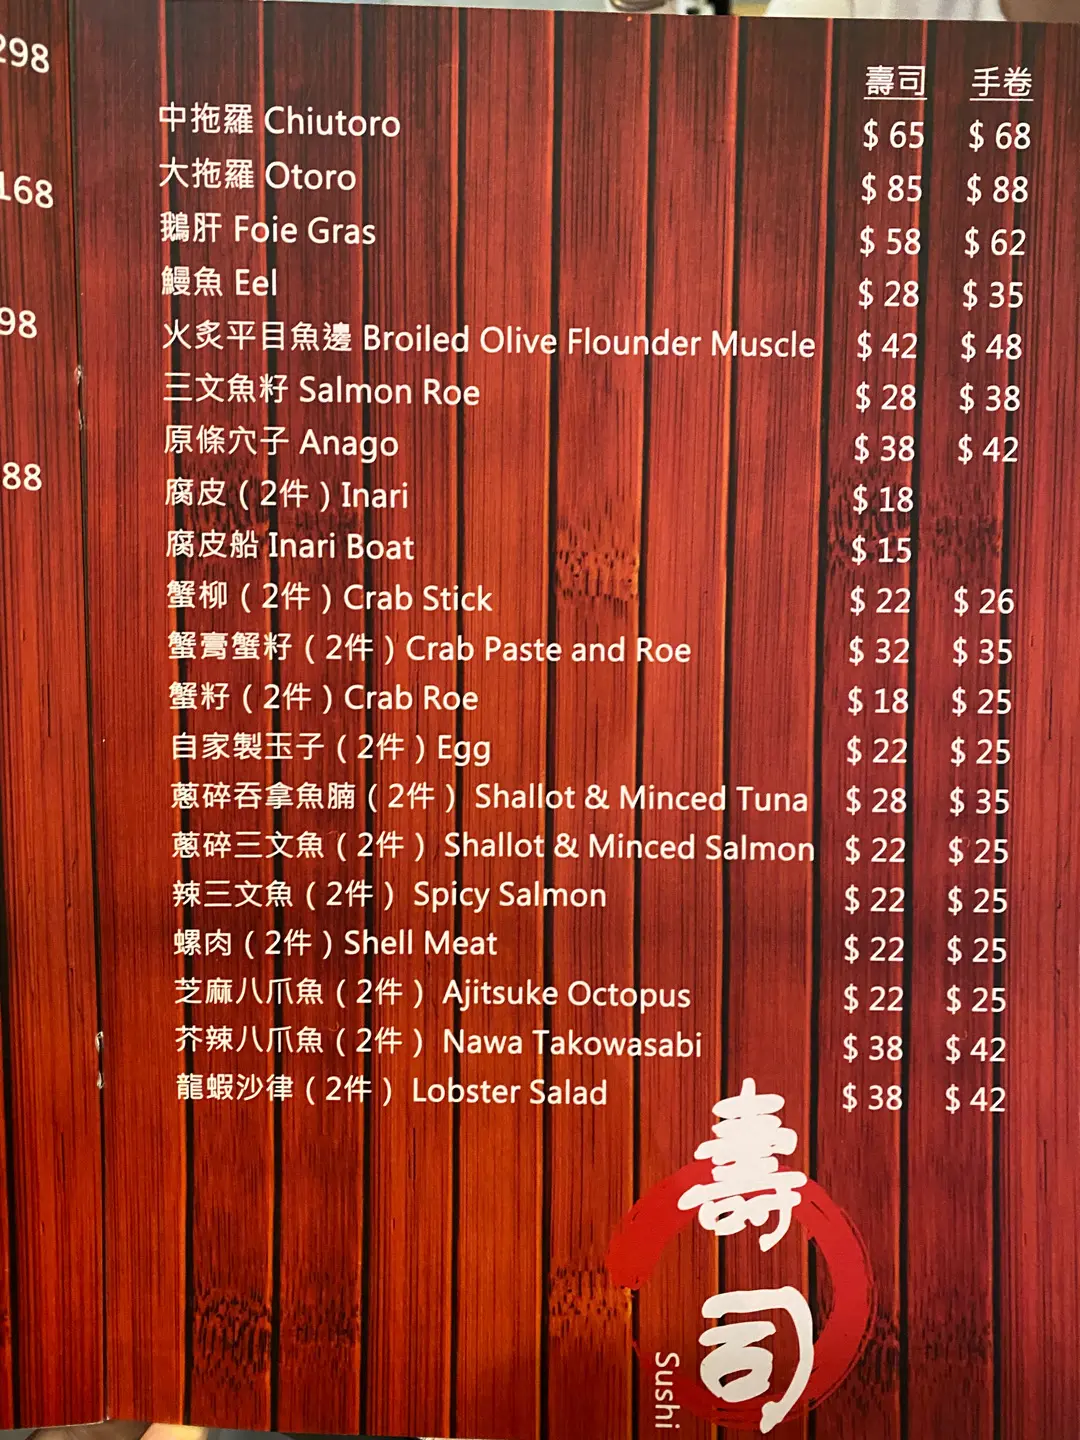 298
168
98
88
壽司 手卷
中拖羅 Chiutoro $ 65 $ 68
大拖羅 Otoro $ 85 $ 88
鵝肝 Foie Gras $ 58 $ 62
鰻魚 Eel $ 28 $ 35
火炙平目魚邊 Broiled Olive Flounder Muscle $ 42 $ 48
三文魚籽 Salmon Roe $ 28 $ 38
原條穴子 Anago $ 38 $ 42
腐皮 ( 2件 ) Inari $ 18
腐皮船 Inari Boat $ 15
蟹柳 ( 2件 ) Crab Stick $ 22 $ 26
蟹膏蟹籽 ( 2件 ) Crab Paste and Roe $ 32 $ 35
蟹籽 ( 2件 ) Crab Roe $ 18 $ 25
自家製玉子 ( 2件 ) Egg $ 22 $ 25
蔥碎吞拿魚腩 ( 2件 ) Shallot & Minced Tuna $ 28 $ 35
蔥碎三文魚 ( 2件 ) Shallot & Minced Salmon $ 22 $ 25
辣三文魚 ( 2件 ) Spicy Salmon $ 22 $ 25
螺肉 ( 2件 ) Shell Meat $ 22 $ 25
芝麻八爪魚 ( 2件 ) Ajitsuke Octopus $ 22 $ 25
芥辣八爪魚 ( 2件 ) Nawa Takowasabi $ 38 $ 42
龍蝦沙律 ( 2件 ) Lobster Salad $ 38 $ 42
壽司
Sushi